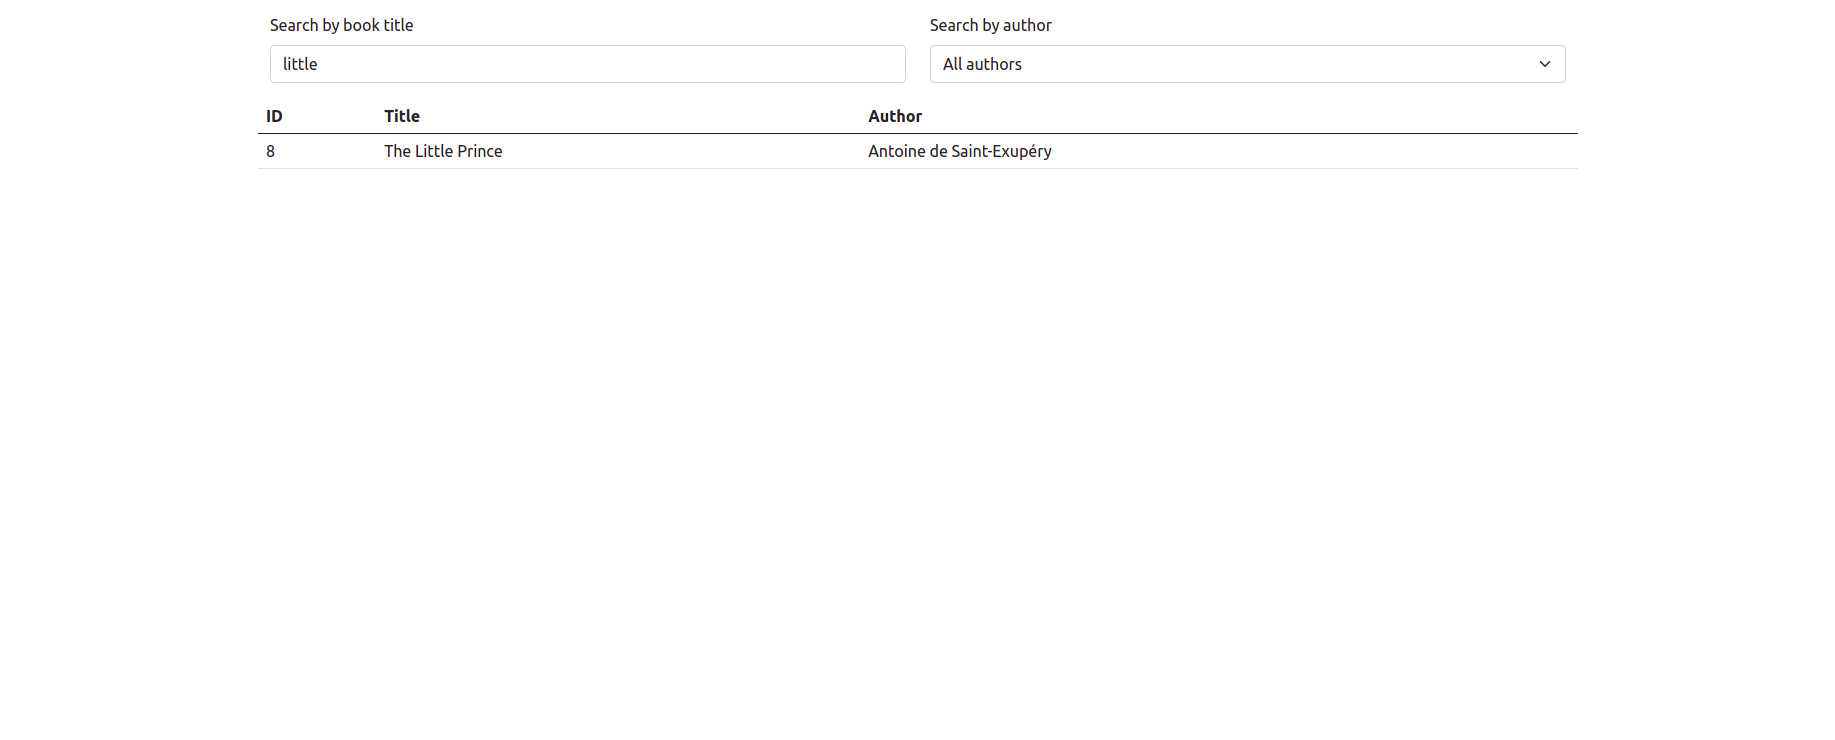 Search by book title
Search by author
little
All authors
ID Title Author
8 The Little Prince Antoine de Saint-Exupéry